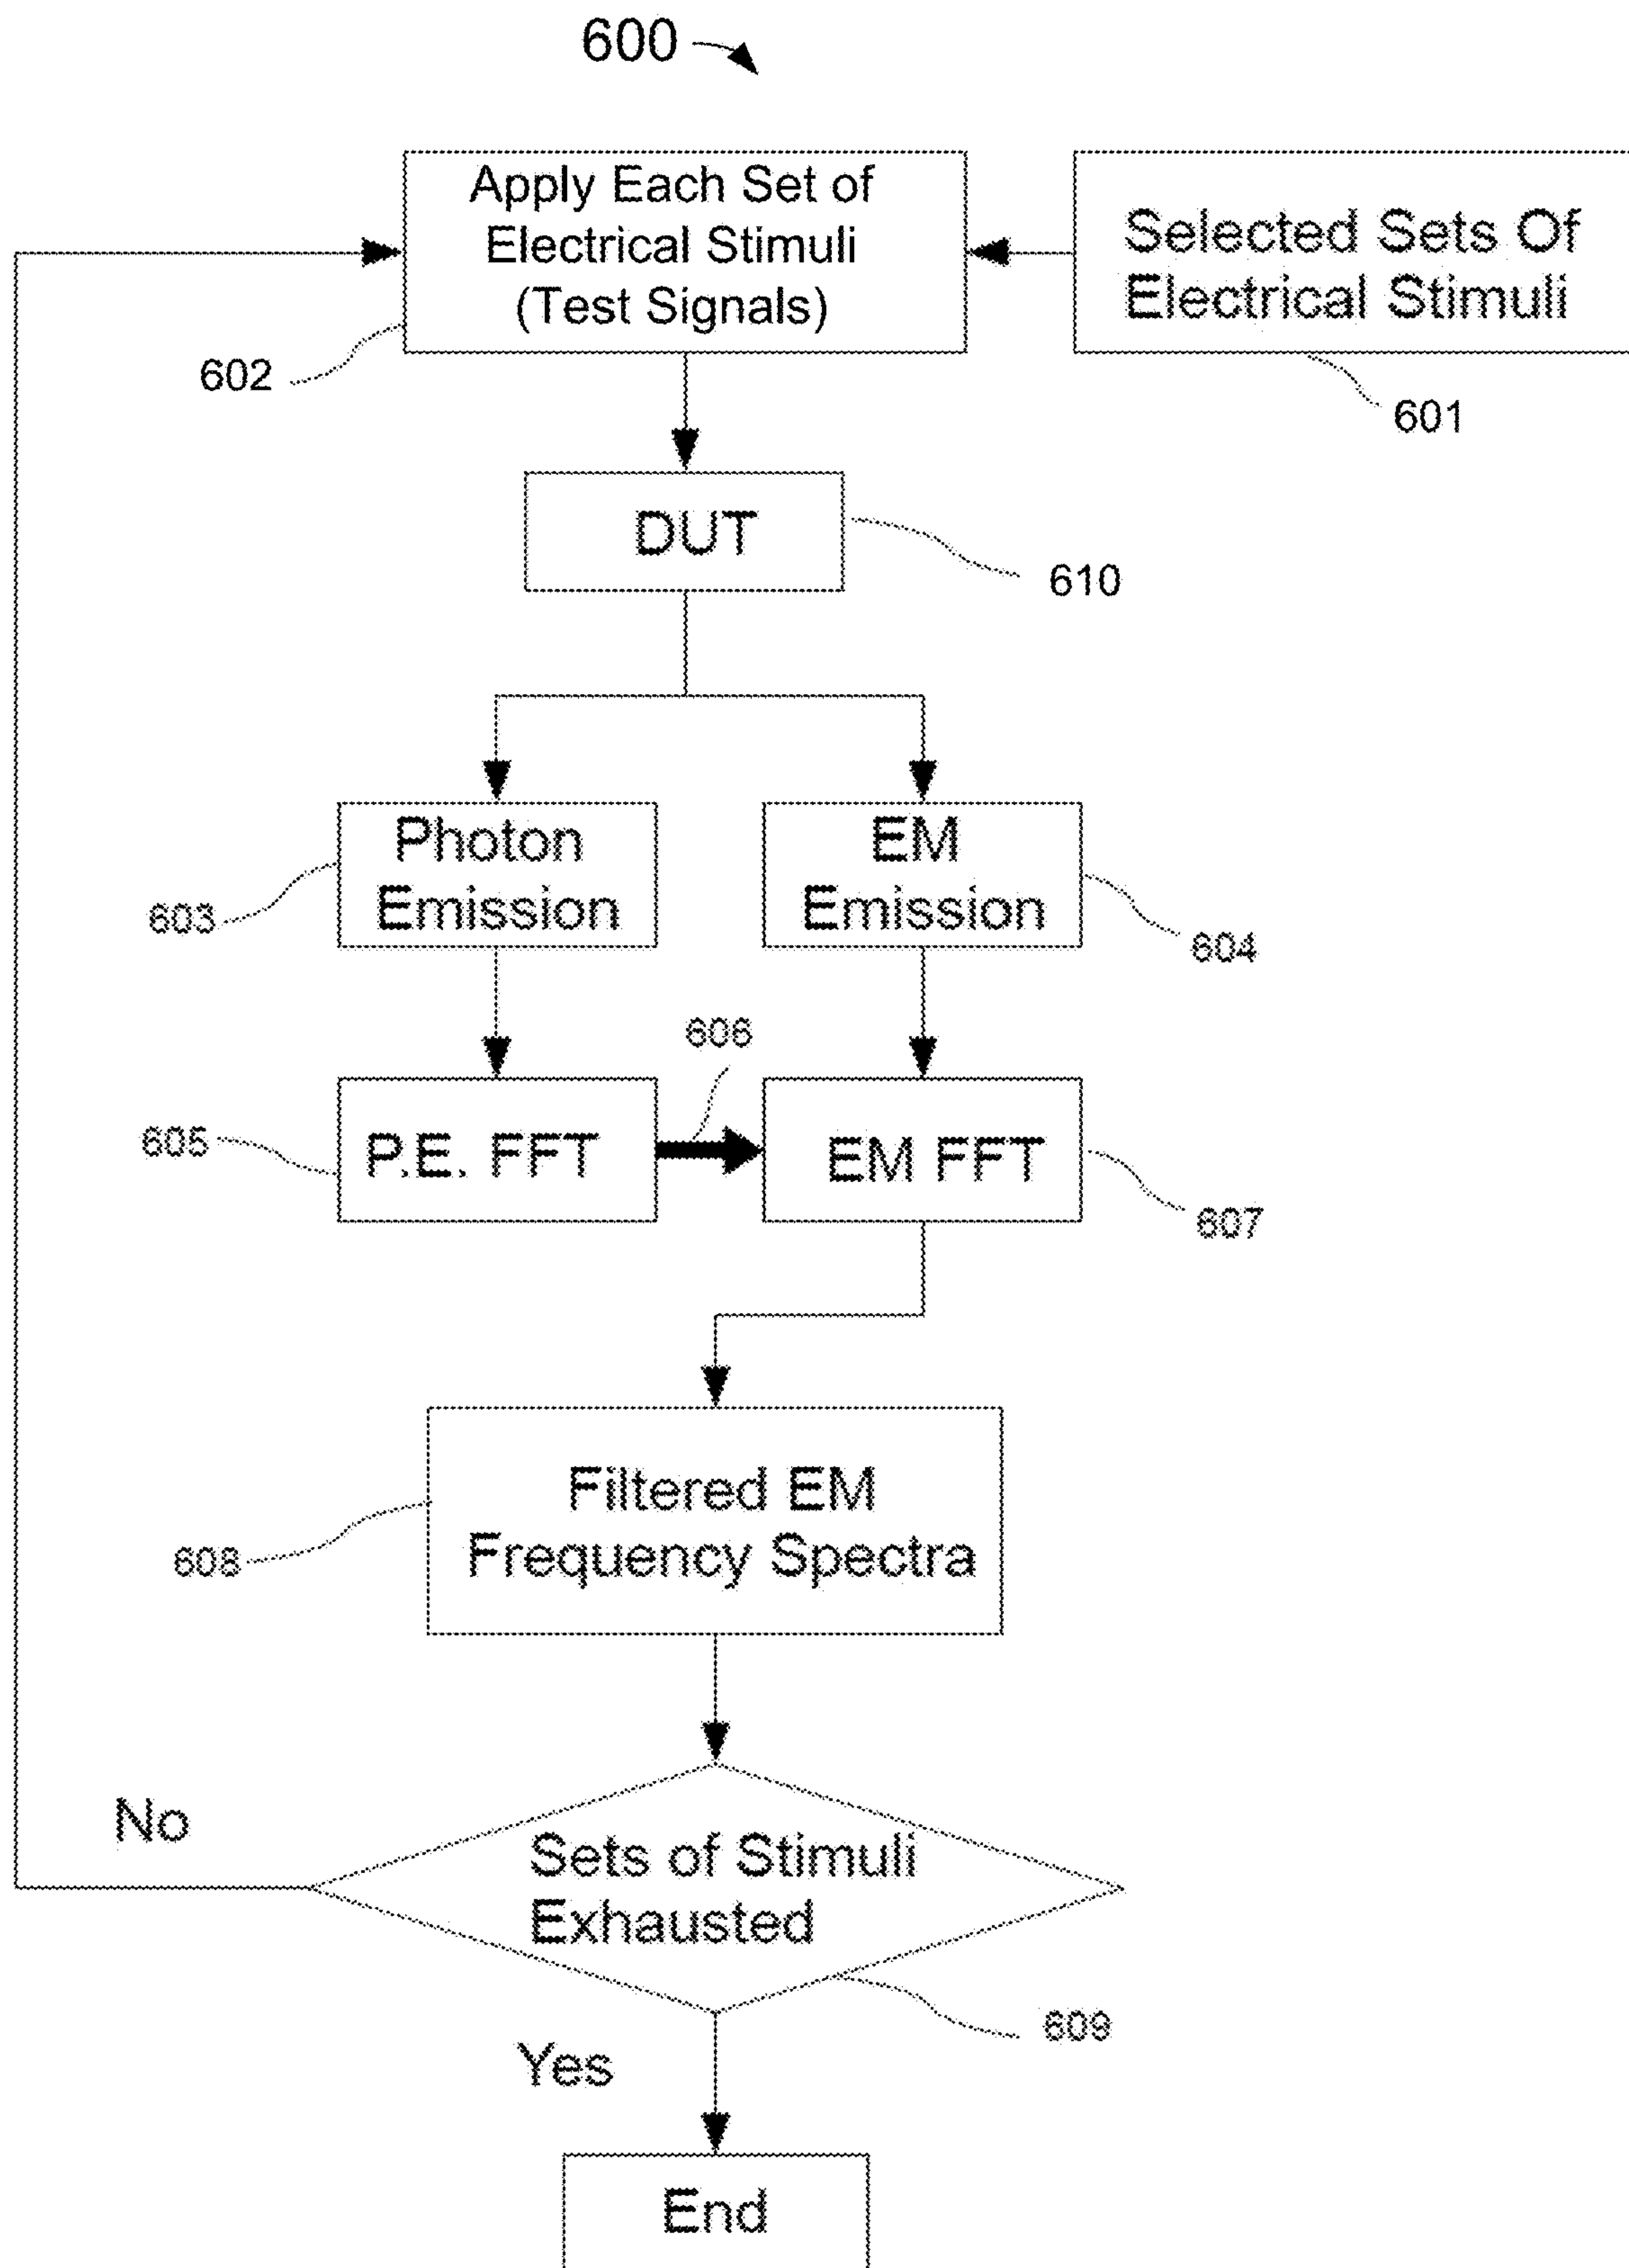 600
Apply Each Set of
Electrical Stimuli
(Test Signals)
Selected Sets Of
Electrical Stimuli
602
601
DUT
610
Photon
Emission
EM
Emission
603
604
606
605
P.E. FFT
EM FFT
607
Filtered EM
Frequency Spectra
608
No
Sets of Stimuli
Exhausted
609
Yes
End